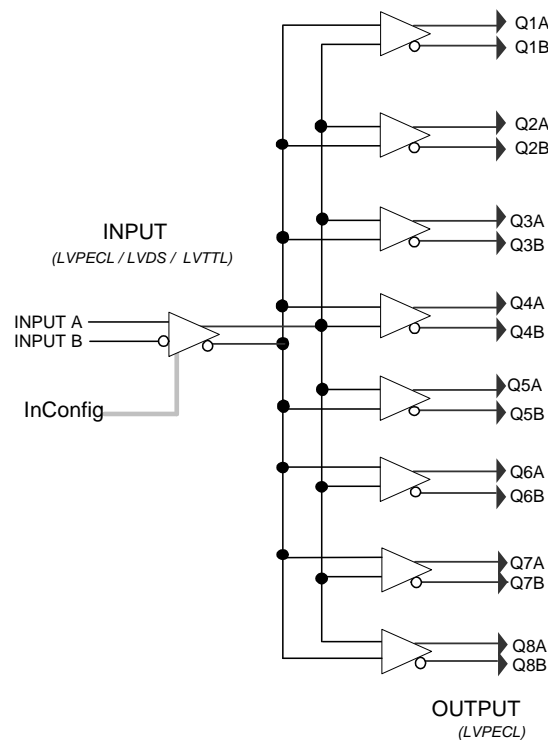 Q1A
Q1B
Q2A
Q2B
Q3A
INPUT
Q3B
(LVPECL / LVDS / LVTTL)
Q4A
INPUT A
Q4B
INPUT B
Q5A
InConfig
Q5B
Q6A
Q6B
Q7A
Q7B
Q8A
Q8B
OUTPUT
(LVPECL)